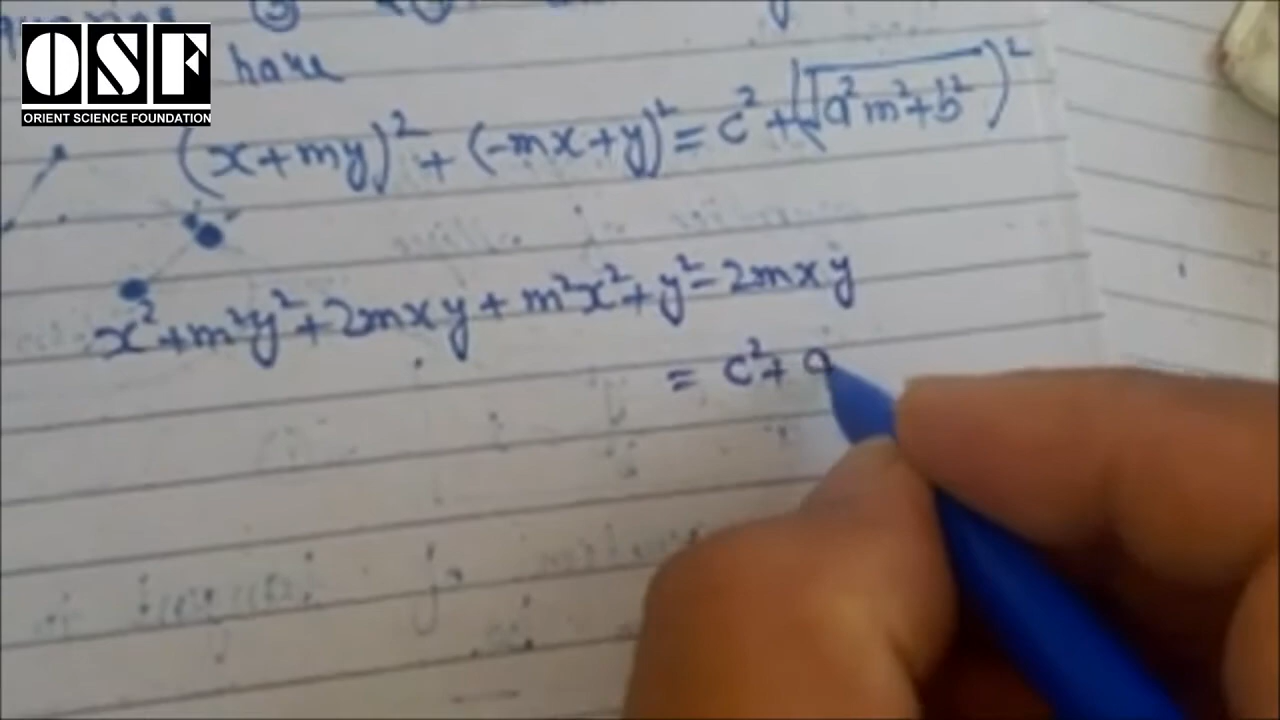 OSF
ORIENT SCIENCE FOUNDATION
have
(x+my)² + (-mx+y)² = c² + (√a²m²+b²)²
x²+m²y²+2mxy+m²x²+y²-2mxy
= c²+ a